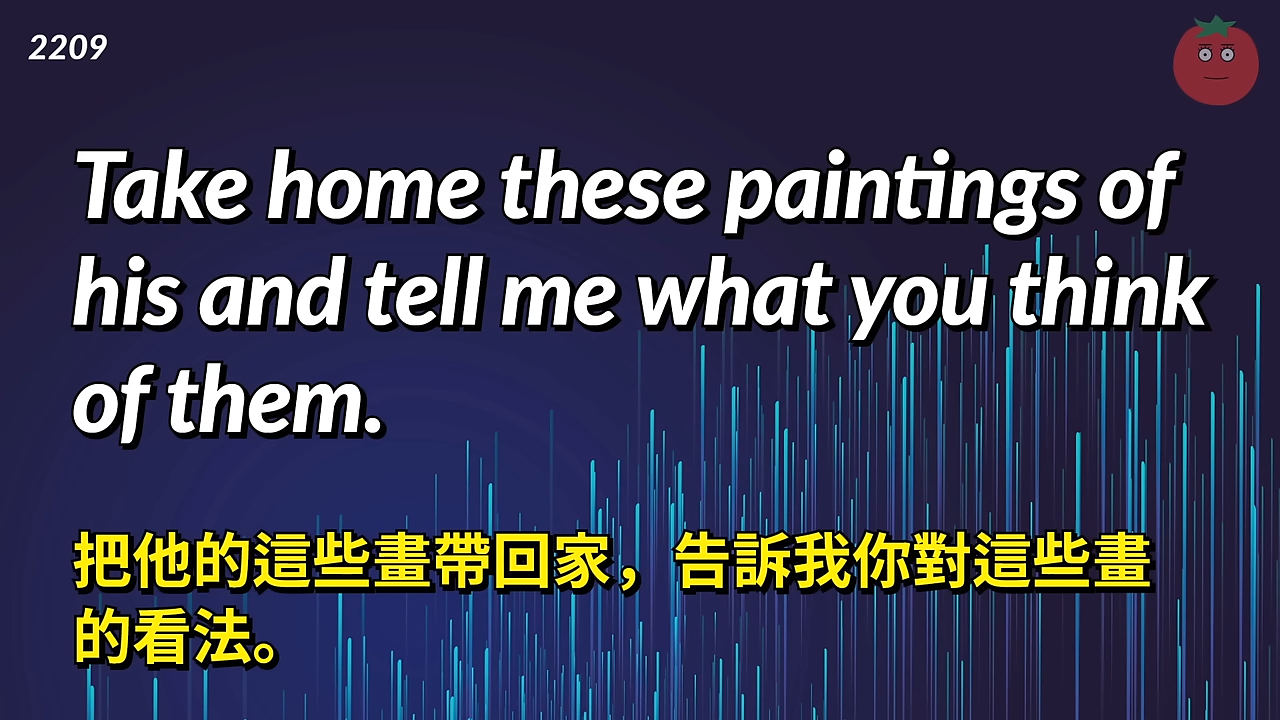 2209
Take home these paintings of
his and tell me what you think
of them.
把他的這些畫帶回家，告訴我你對這些畫
的看法。